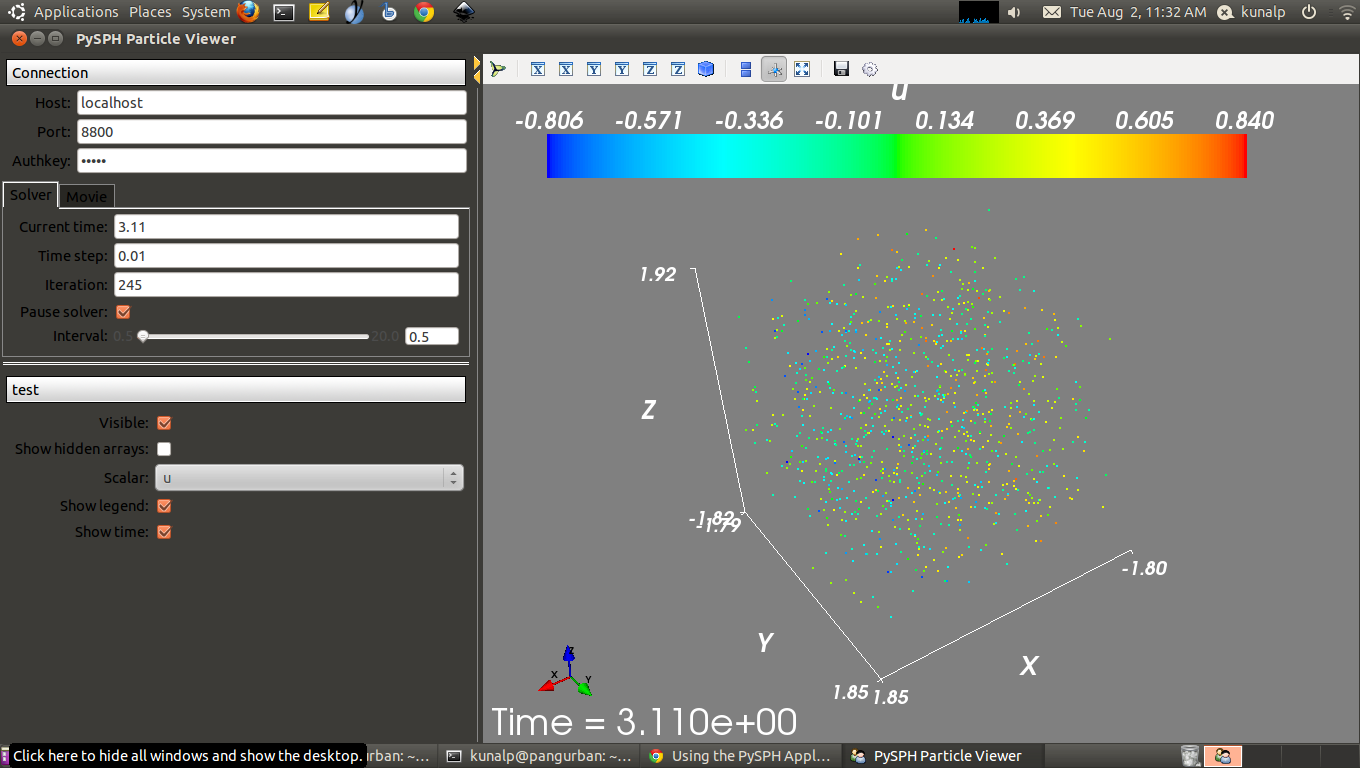 Applications Places System
Tue Aug 2, 11:32 AM kunalp
PySPH Particle Viewer
Connection
Host: localhost
Port: 8800
Authkey: •••••
Solver Movie
Current time: 3.11
Time step: 0.01
Iteration: 245
Pause solver:
Interval: 0.5 20.0 0.5
test
Visible:
Show hidden arrays:
Scalar: u
Show legend:
Show time:
X X Y Y Z Z
u
-0.806 -0.571 -0.336 -0.101 0.134 0.369 0.605 0.840
1.92
Z
-1.82
-1.79
-1.80
Y
X
1.85 1.85
Z
X
Y
Time = 3.110e+00
Click here to hide all windows and show the desktop.
urban: ~...
kunalp@pangurban: ~...
Using the PySPH Appl...
PySPH Particle Viewer